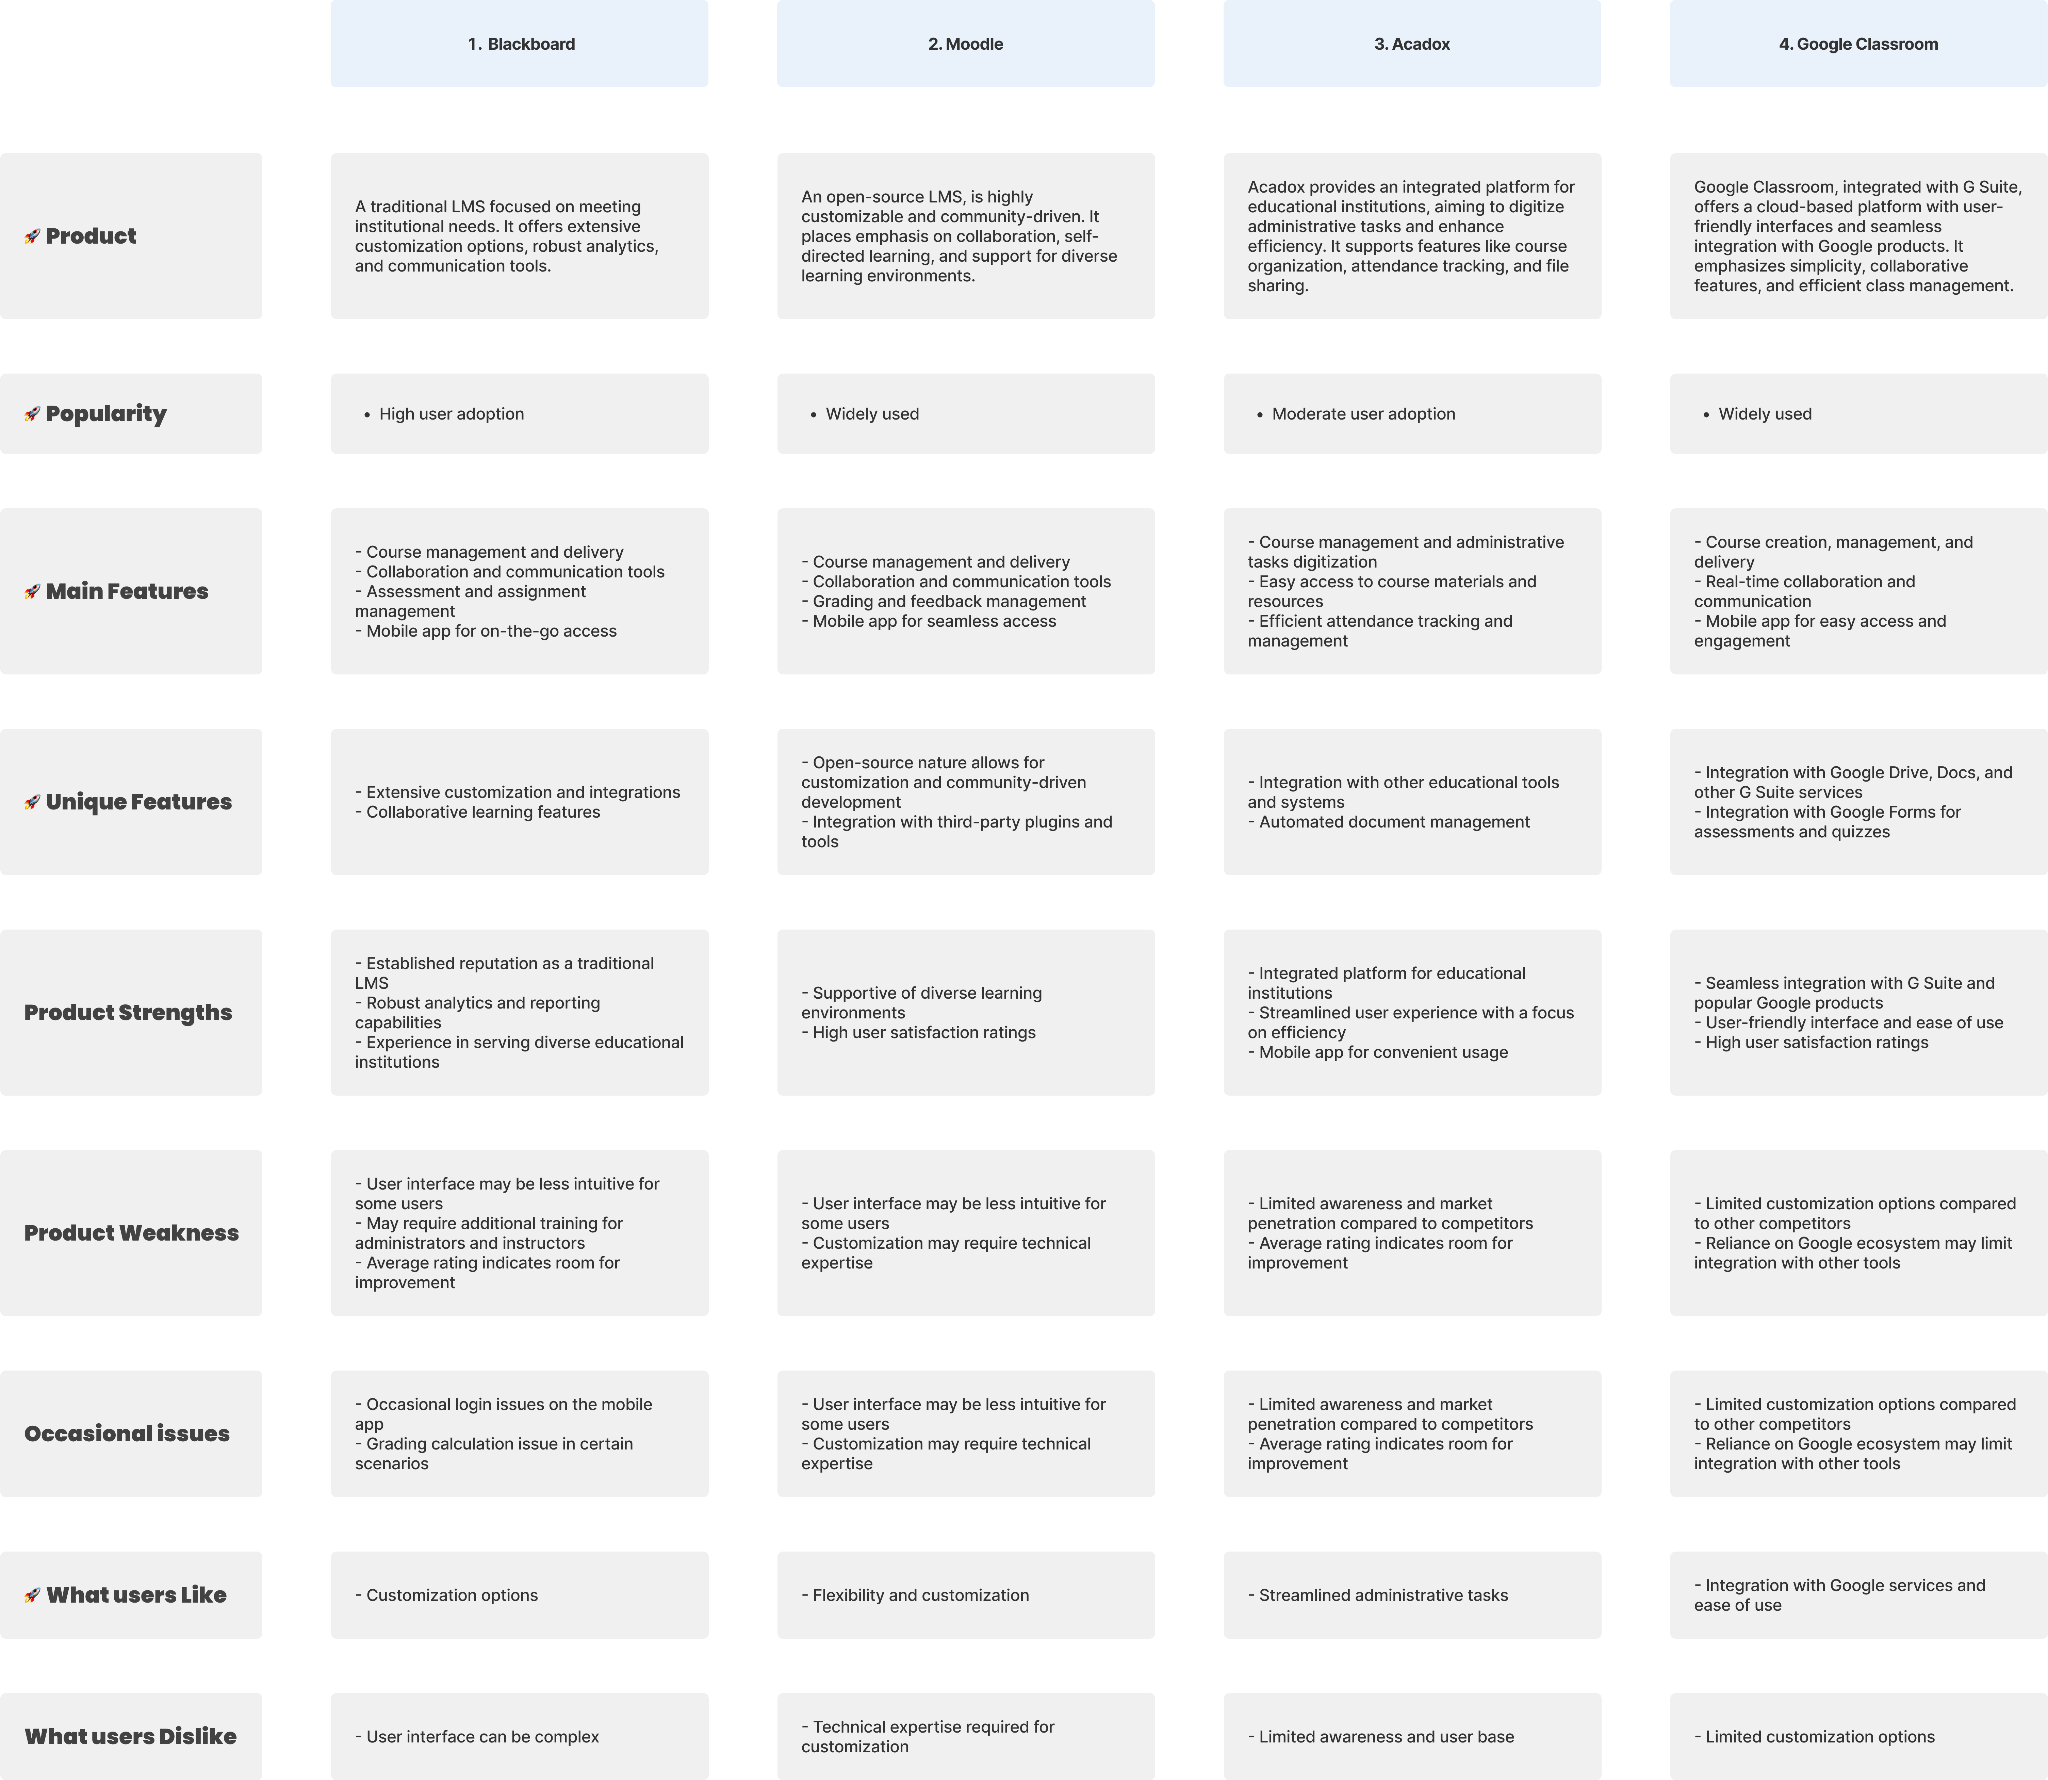 1. Blackboard
2. Moodle
3. Acadox
4. Google Classroom
🚀 Product
A traditional LMS focused on meeting
institutional needs. It offers extensive
customization options, robust analytics,
and communication tools.
An open-source LMS, is highly
customizable and community-driven. It
places emphasis on collaboration, self-
directed learning, and support for diverse
learning environments.
Acadox provides an integrated platform for
educational institutions, aiming to digitize
administrative tasks and enhance
efficiency. It supports features like course
organization, attendance tracking, and file
sharing.
Google Classroom, integrated with G Suite,
offers a cloud-based platform with user-
friendly interfaces and seamless
integration with Google products. It
emphasizes simplicity, collaborative
features, and efficient class management.
🚀 Popularity
• High user adoption
• Widely used
• Moderate user adoption
• Widely used
🚀 Main Features
- Course management and delivery
- Collaboration and communication tools
- Assessment and assignment
management
- Mobile app for on-the-go access
- Course management and delivery
- Collaboration and communication tools
- Grading and feedback management
- Mobile app for seamless access
- Course management and administrative
tasks digitization
- Easy access to course materials and
resources
- Efficient attendance tracking and
management
- Course creation, management, and
delivery
- Real-time collaboration and
communication
- Mobile app for easy access and
engagement
🚀 Unique Features
- Extensive customization and integrations
- Collaborative learning features
- Open-source nature allows for
customization and community-driven
development
- Integration with third-party plugins and
tools
- Integration with other educational tools
and systems
- Automated document management
- Integration with Google Drive, Docs, and
other G Suite services
- Integration with Google Forms for
assessments and quizzes
Product Strengths
- Established reputation as a traditional
LMS
- Robust analytics and reporting
capabilities
- Experience in serving diverse educational
institutions
- Supportive of diverse learning
environments
- High user satisfaction ratings
- Integrated platform for educational
institutions
- Streamlined user experience with a focus
on efficiency
- Mobile app for convenient usage
- Seamless integration with G Suite and
popular Google products
- User-friendly interface and ease of use
- High user satisfaction ratings
Product Weakness
- User interface may be less intuitive for
some users
- May require additional training for
administrators and instructors
- Average rating indicates room for
improvement
- User interface may be less intuitive for
some users
- Customization may require technical
expertise
- Limited awareness and market
penetration compared to competitors
- Average rating indicates room for
improvement
- Limited customization options compared
to other competitors
- Reliance on Google ecosystem may limit
integration with other tools
Occasional issues
- Occasional login issues on the mobile
app
- Grading calculation issue in certain
scenarios
- User interface may be less intuitive for
some users
- Customization may require technical
expertise
- Limited awareness and market
penetration compared to competitors
- Average rating indicates room for
improvement
- Limited customization options compared
to other competitors
- Reliance on Google ecosystem may limit
integration with other tools
🚀 What users Like
- Customization options
- Flexibility and customization
- Streamlined administrative tasks
- Integration with Google services and
ease of use
What users Dislike
- User interface can be complex
- Technical expertise required for
customization
- Limited awareness and user base
- Limited customization options